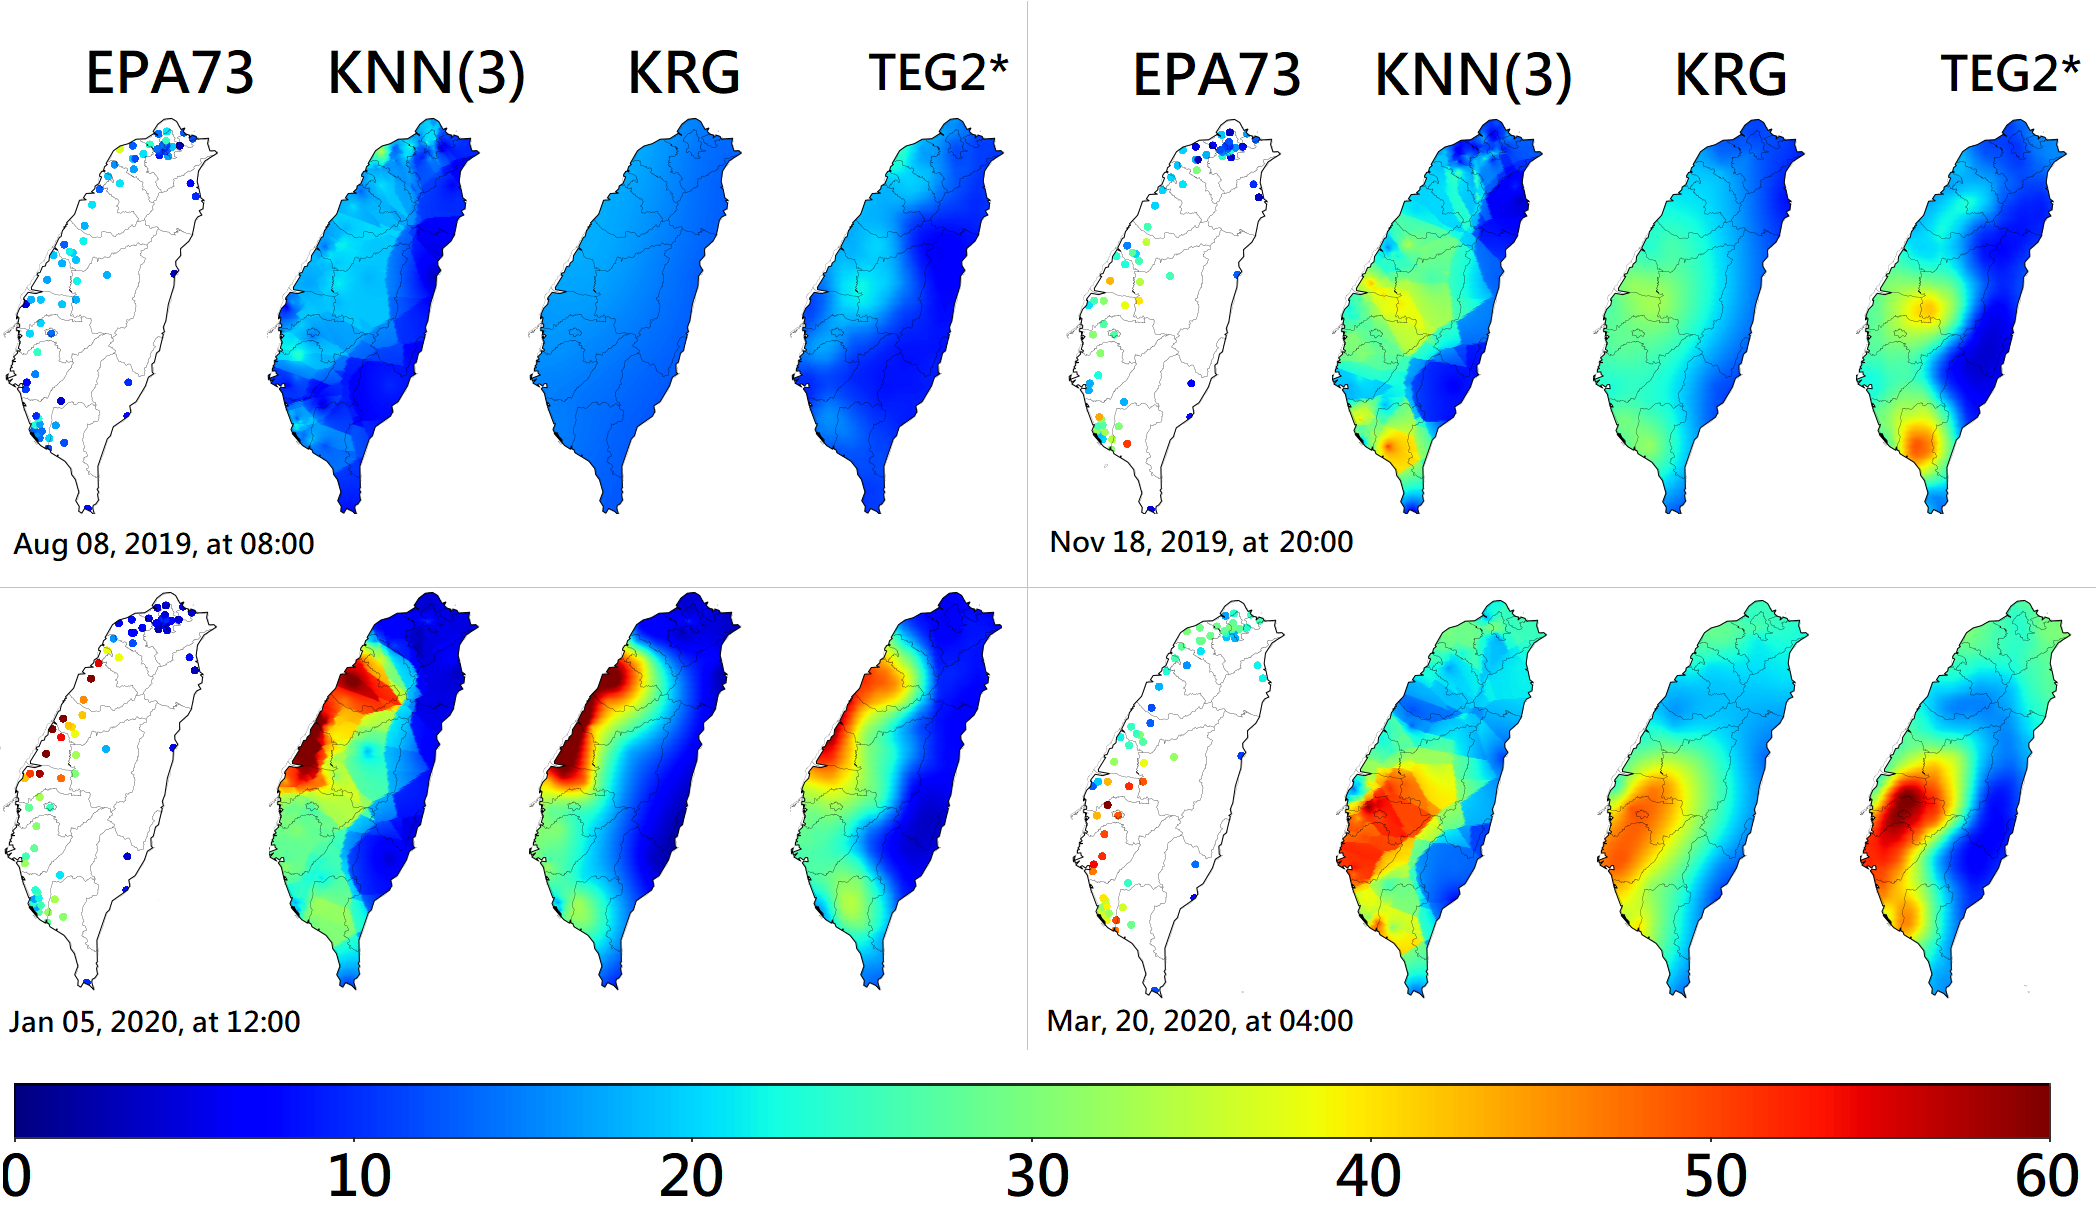 EPA73 KNN(3) KRG TEG2*
EPA73 KNN(3) KRG TEG2*
Aug 08, 2019, at 08:00
Nov 18, 2019, at 20:00
Jan 05, 2020, at 12:00
Mar, 20, 2020, at 04:00
0 10 20 30 40 50 60